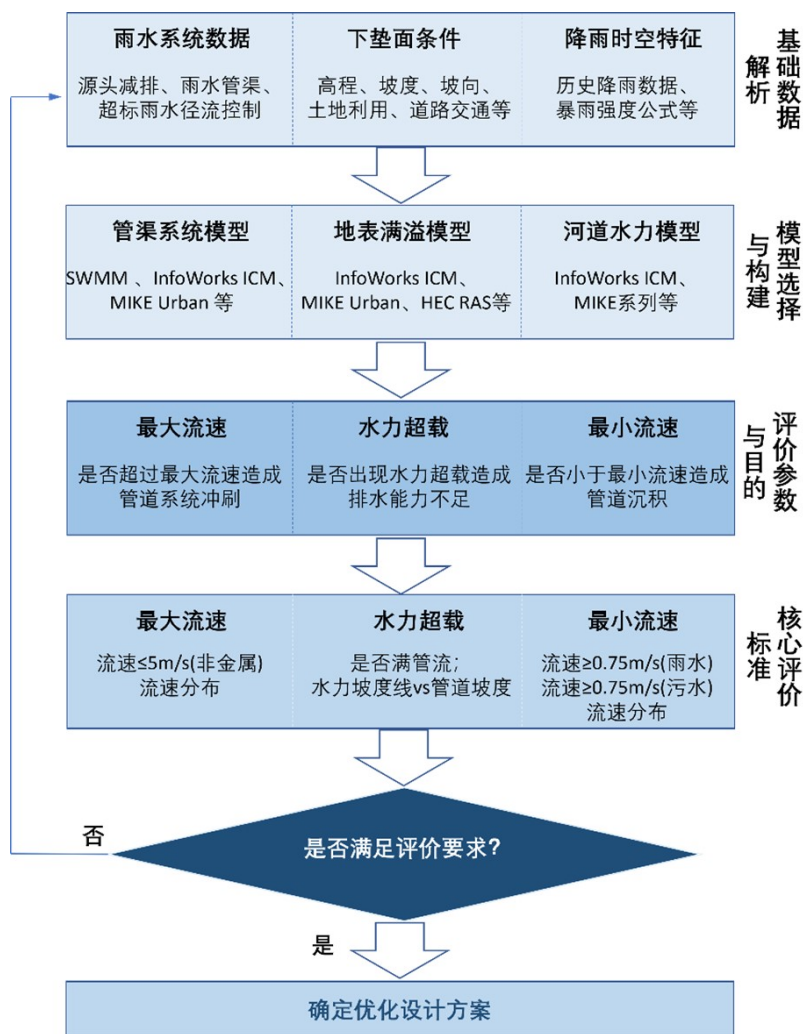 雨水系统数据
源头减排、雨水管渠、
超标雨水径流控制
下垫面条件
高程、坡度、坡向、
土地利用、道路交通等
降雨时空特征
历史降雨数据、
暴雨强度公式等
基础数据
解析
管渠系统模型
SWMM 、InfoWorks ICM、
MIKE Urban 等
地表满溢模型
InfoWorks ICM、
MIKE Urban、HEC RAS等
河道水力模型
InfoWorks ICM、
MIKE系列等
模型选择
与构建
最大流速
是否超过最大流速造成
管道系统冲刷
水力超载
是否出现水力超载造成
排水能力不足
最小流速
是否小于最小流速造成
管道沉积
评价参数
与目的
最大流速
流速≤5m/s(非金属)
流速分布
水力超载
是否满管流;
水力坡度线vs管道坡度
最小流速
流速≥0.75m/s(雨水)
流速≥0.75m/s(污水)
流速分布
核心评价
标准
是否满足评价要求?
否
是
确定优化设计方案